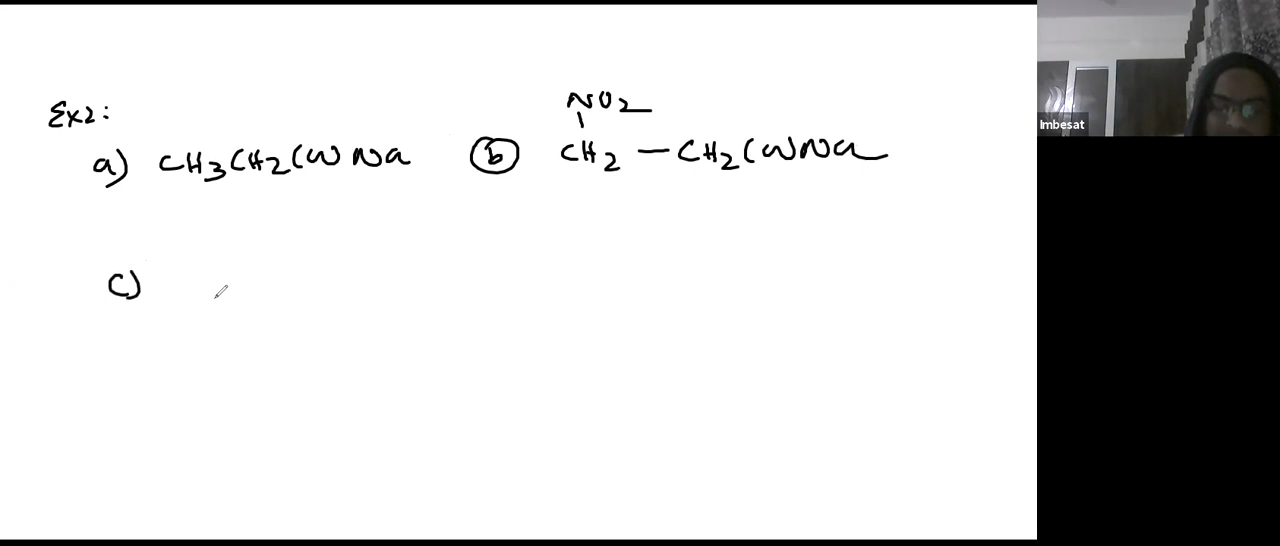 Ex2:
NO2
a) CH3CH2COONa (b) CH2 — CH2COONa
c)
Imbesat